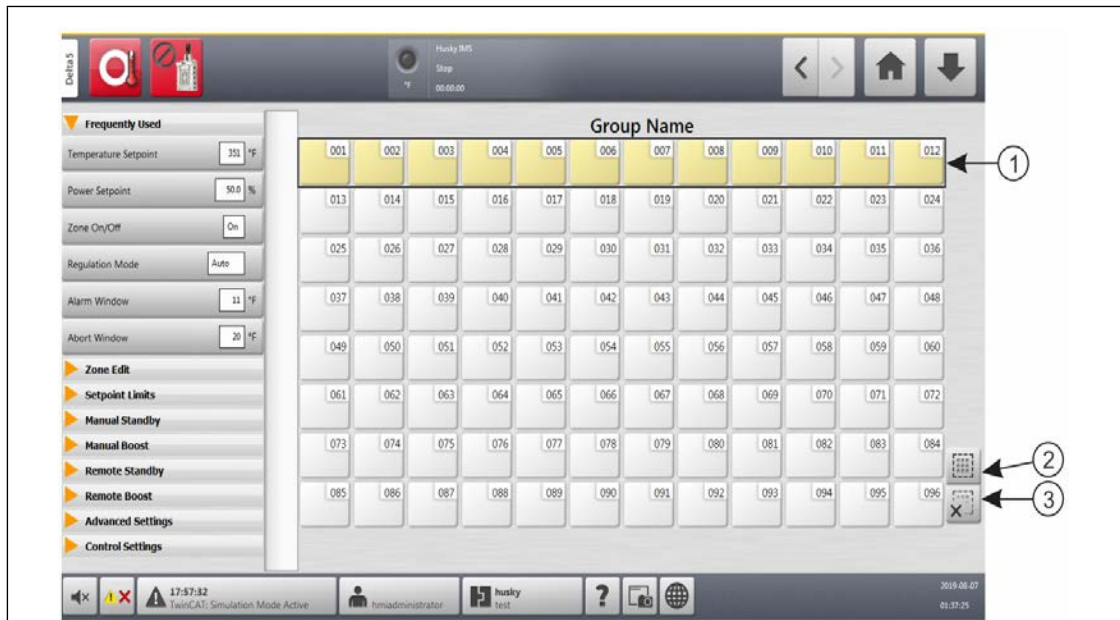 Delta5
Husky IMS
Stop
°F 00:00:00
Frequently Used
Temperature Setpoint 351 °F
Power Setpoint 50.0 %
Zone On/Off On
Regulation Mode Auto
Alarm Window 11 °F
Abort Window 20 °F
Zone Edit
Setpoint Limits
Manual Standby
Manual Boost
Remote Standby
Remote Boost
Advanced Settings
Control Settings
Group Name
001 002 003 004 005 006 007 008 009 010 011 012
1
013 014 015 016 017 018 019 020 021 022 023 024
025 026 027 028 029 030 031 032 033 034 035 036
037 038 039 040 041 042 043 044 045 046 047 048
049 050 051 052 053 054 055 056 057 058 059 060
061 062 063 064 065 066 067 068 069 070 071 072
073 074 075 076 077 078 079 080 081 082 083 084
2
085 086 087 088 089 090 091 092 093 094 095 096
3
17:57:32
TwinCAT: Simulation Mode Active
hmiadministrator
husky
test
?
2019-08-07
01:37:25